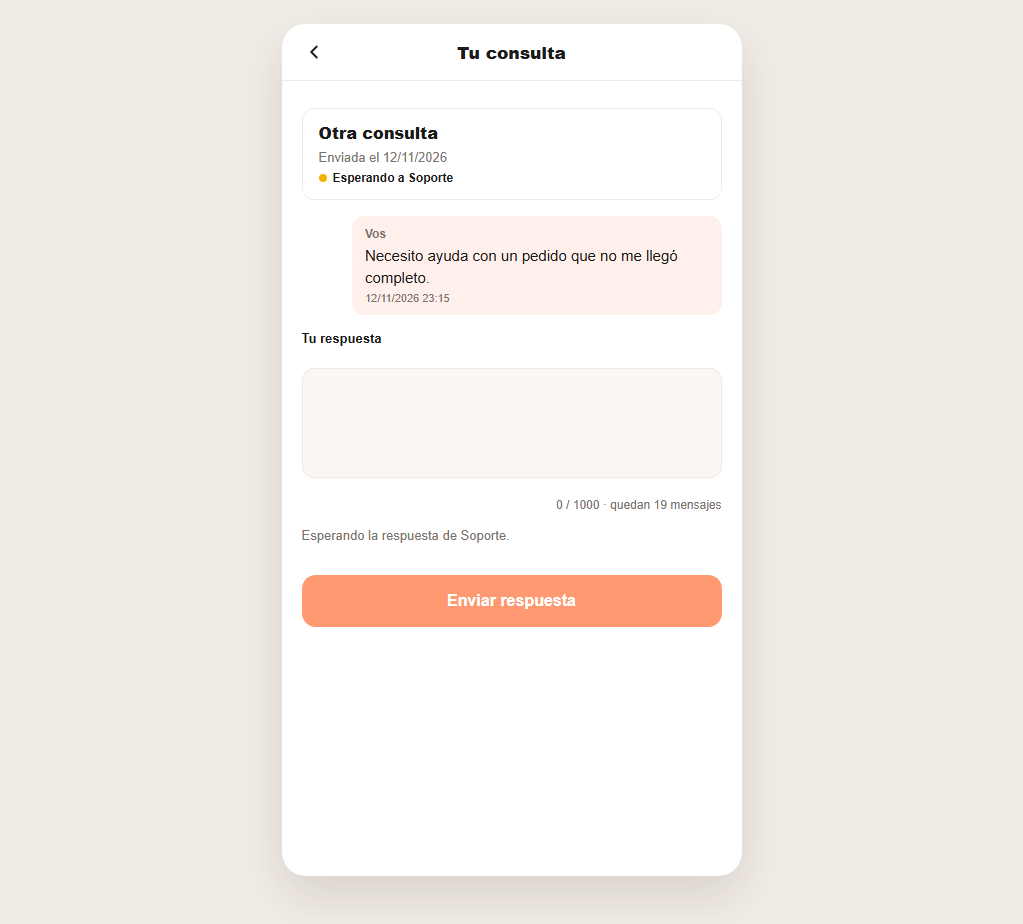 Tu consulta
Otra consulta
Enviada el 12/11/2026
Esperando a Soporte
Vos
Necesito ayuda con un pedido que no me llegó
completo.
12/11/2026 23:15
Tu respuesta
0 / 1000 · quedan 19 mensajes
Esperando la respuesta de Soporte.
Enviar respuesta